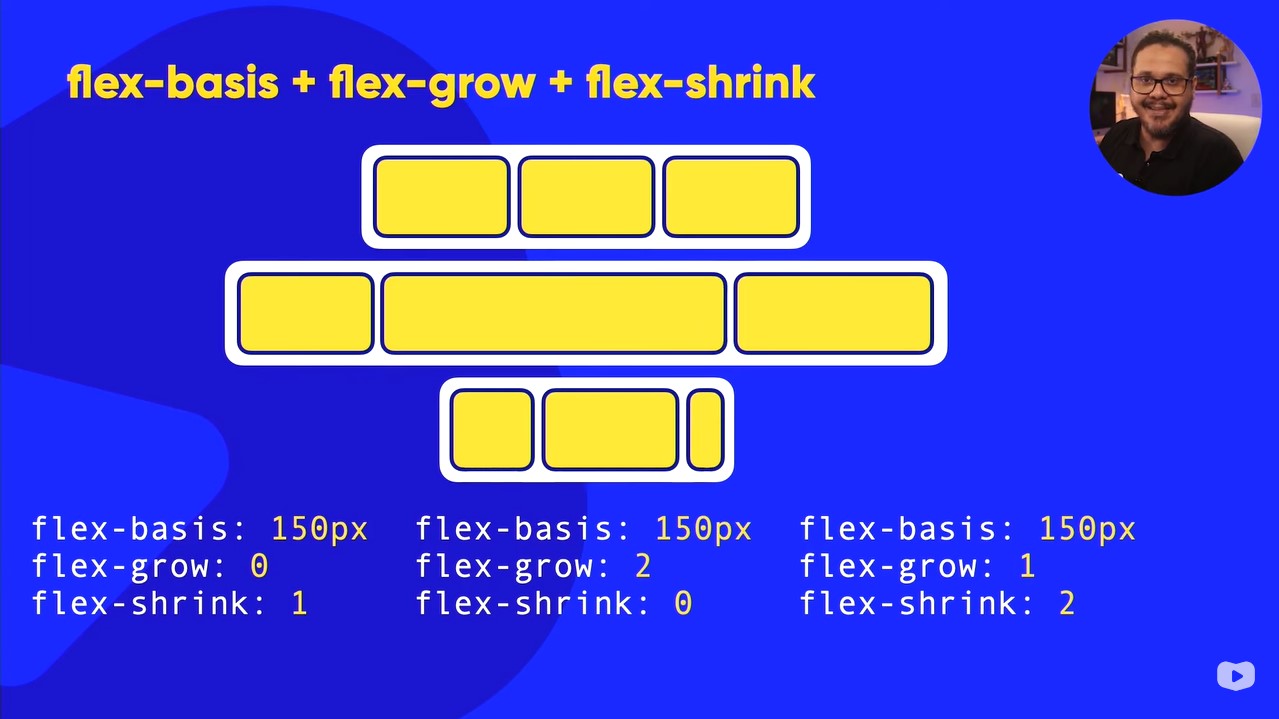 flex-basis + flex-grow + flex-shrink
flex-basis: 150px
flex-grow: 0
flex-shrink: 1
flex-basis: 150px
flex-grow: 2
flex-shrink: 0
flex-basis: 150px
flex-grow: 1
flex-shrink: 2